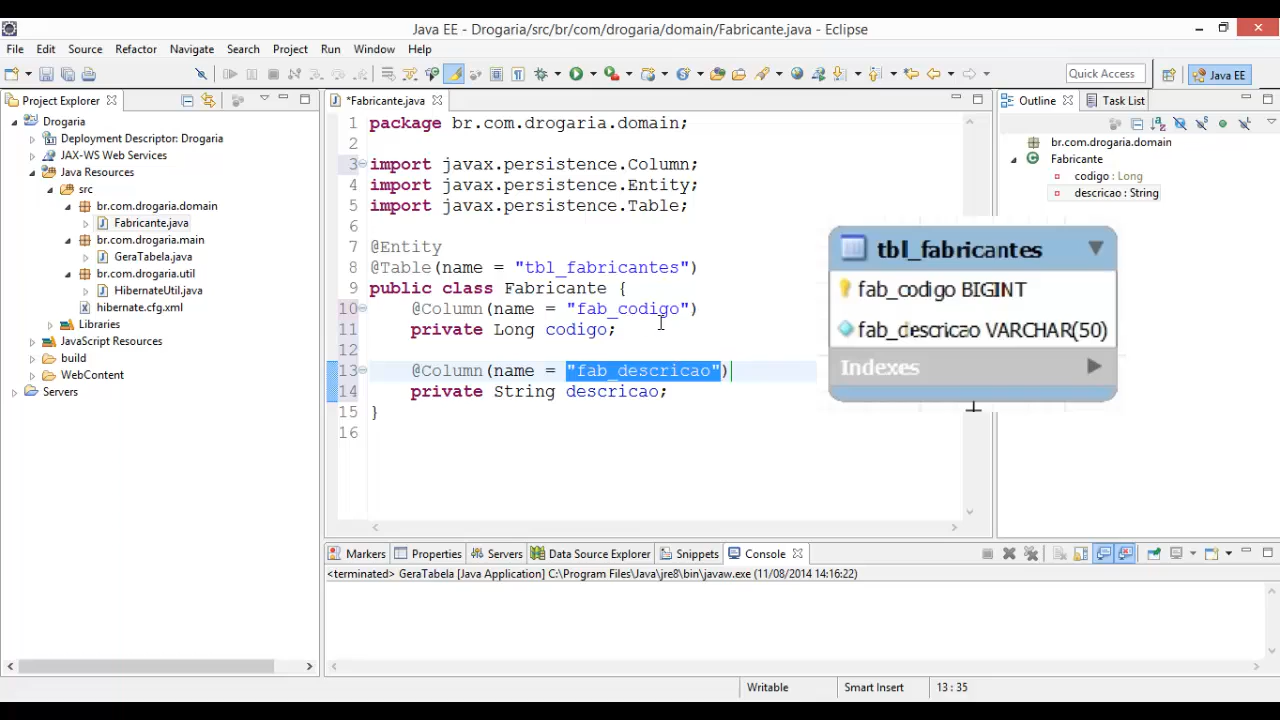 Java EE - Drogaria/src/br/com/drogaria/domain/Fabricante.java - Eclipse
File Edit Source Refactor Navigate Search Project Run Window Help
Quick Access
Java EE
Project Explorer
Drogaria
Deployment Descriptor: Drogaria
JAX-WS Web Services
Java Resources
src
br.com.drogaria.domain
Fabricante.java
br.com.drogaria.main
GeraTabela.java
br.com.drogaria.util
HibernateUtil.java
hibernate.cfg.xml
Libraries
JavaScript Resources
build
WebContent
Servers
*Fabricante.java
1 package br.com.drogaria.domain;
2
3 import javax.persistence.Column;
4 import javax.persistence.Entity;
5 import javax.persistence.Table;
6
7 @Entity
8 @Table(name = "tbl_fabricantes")
9 public class Fabricante {
10 @Column(name = "fab_codigo")
11 private Long codigo;
12
13 @Column(name = "fab_descricao")
14 private String descricao;
15 }
16
tbl_fabricantes
fab_codigo BIGINT
fab_descricao VARCHAR(50)
Indexes
Outline Task List
br.com.drogaria.domain
Fabricante
codigo : Long
descricao : String
Markers Properties Servers Data Source Explorer Snippets Console
<terminated> GeraTabela [Java Application] C:\Program Files\Java\jre8\bin\javaw.exe (11/08/2014 14:16:22)
Writable Smart Insert 13 : 35